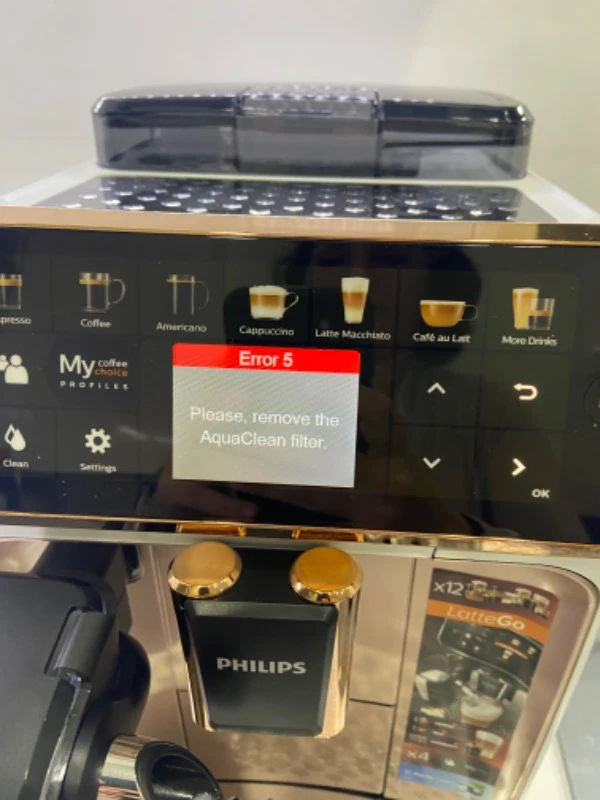 Coffee
Americano
Cappuccino
Latte Macchiato
Café au Lait
More Drinks
My coffee
choice
PROFILES
Error 5
Please, remove the
AquaClean filter.
Clean
Settings
OK
PHILIPS
x12
LatteGo
x4